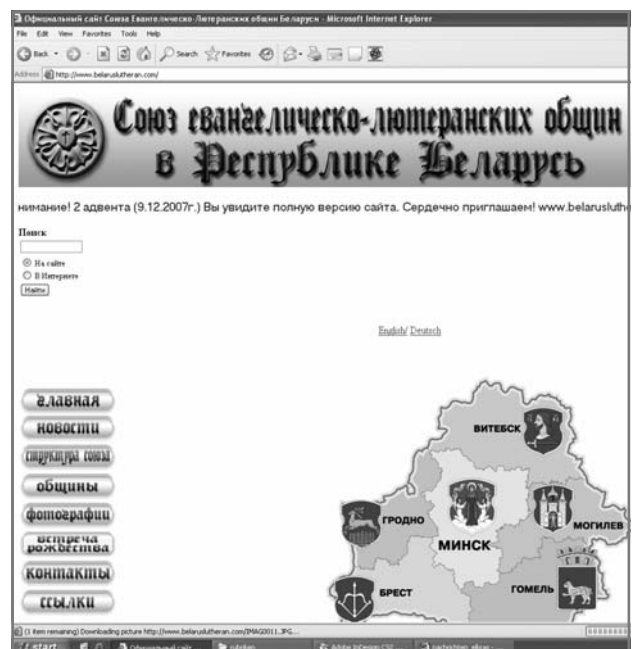 Официальный сайт Союза Евангелическо-Лютеранских общин Беларуси - Microsoft Internet Explorer
File Edit View Favorites Tools Help
Back Search Favorites
Address http://www.belaruslutheran.com/
Союз евангелическо-лютеранских общин
в Республике Беларусь
нимание! 2 адвента (9.12.2007г.) Вы увидите полную версию сайта. Сердечно приглашаем! www.belarusluthe
Поиск
На сайте
В Интернете
Найти
English/ Deutsch
главная
новости
структура союза
общины
фотографии
встреча
рождества
контакты
ссылки
ВИТЕБСК
ГРОДНО
МОГИЛЕВ
МИНСК
БРЕСТ
ГОМЕЛЬ
(1 item remaining) Downloading picture http://www.belaruslutheran.com/IMAG0011.JPG...
start Официальный сайт ... rubriken Adobe InDesign CS2 ...